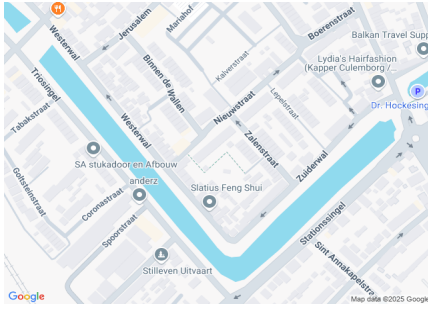 Westerwal
Jerusalem
Mariahof
Boerenstraat
Balkan Travel Supp
Lydia's Hairfashion
(Kapper Culemborg /...
Triosingel
Binnen de Wallen
Kalverstraat
Lepelstraat
P
Dr. Hockesing
Tabakstraat
Westerwal
Nieuwstraat
Zalenstraat
SA stukadoor en Afbouw
Zuiderwal
Goltsteinstraat
anderz
Slatius Feng Shui
Coronastraat
Spoorstraat
Stationssingel
Stilleven Uitvaart
Sint Annakapelstra
Google
Map data ©2025 Google